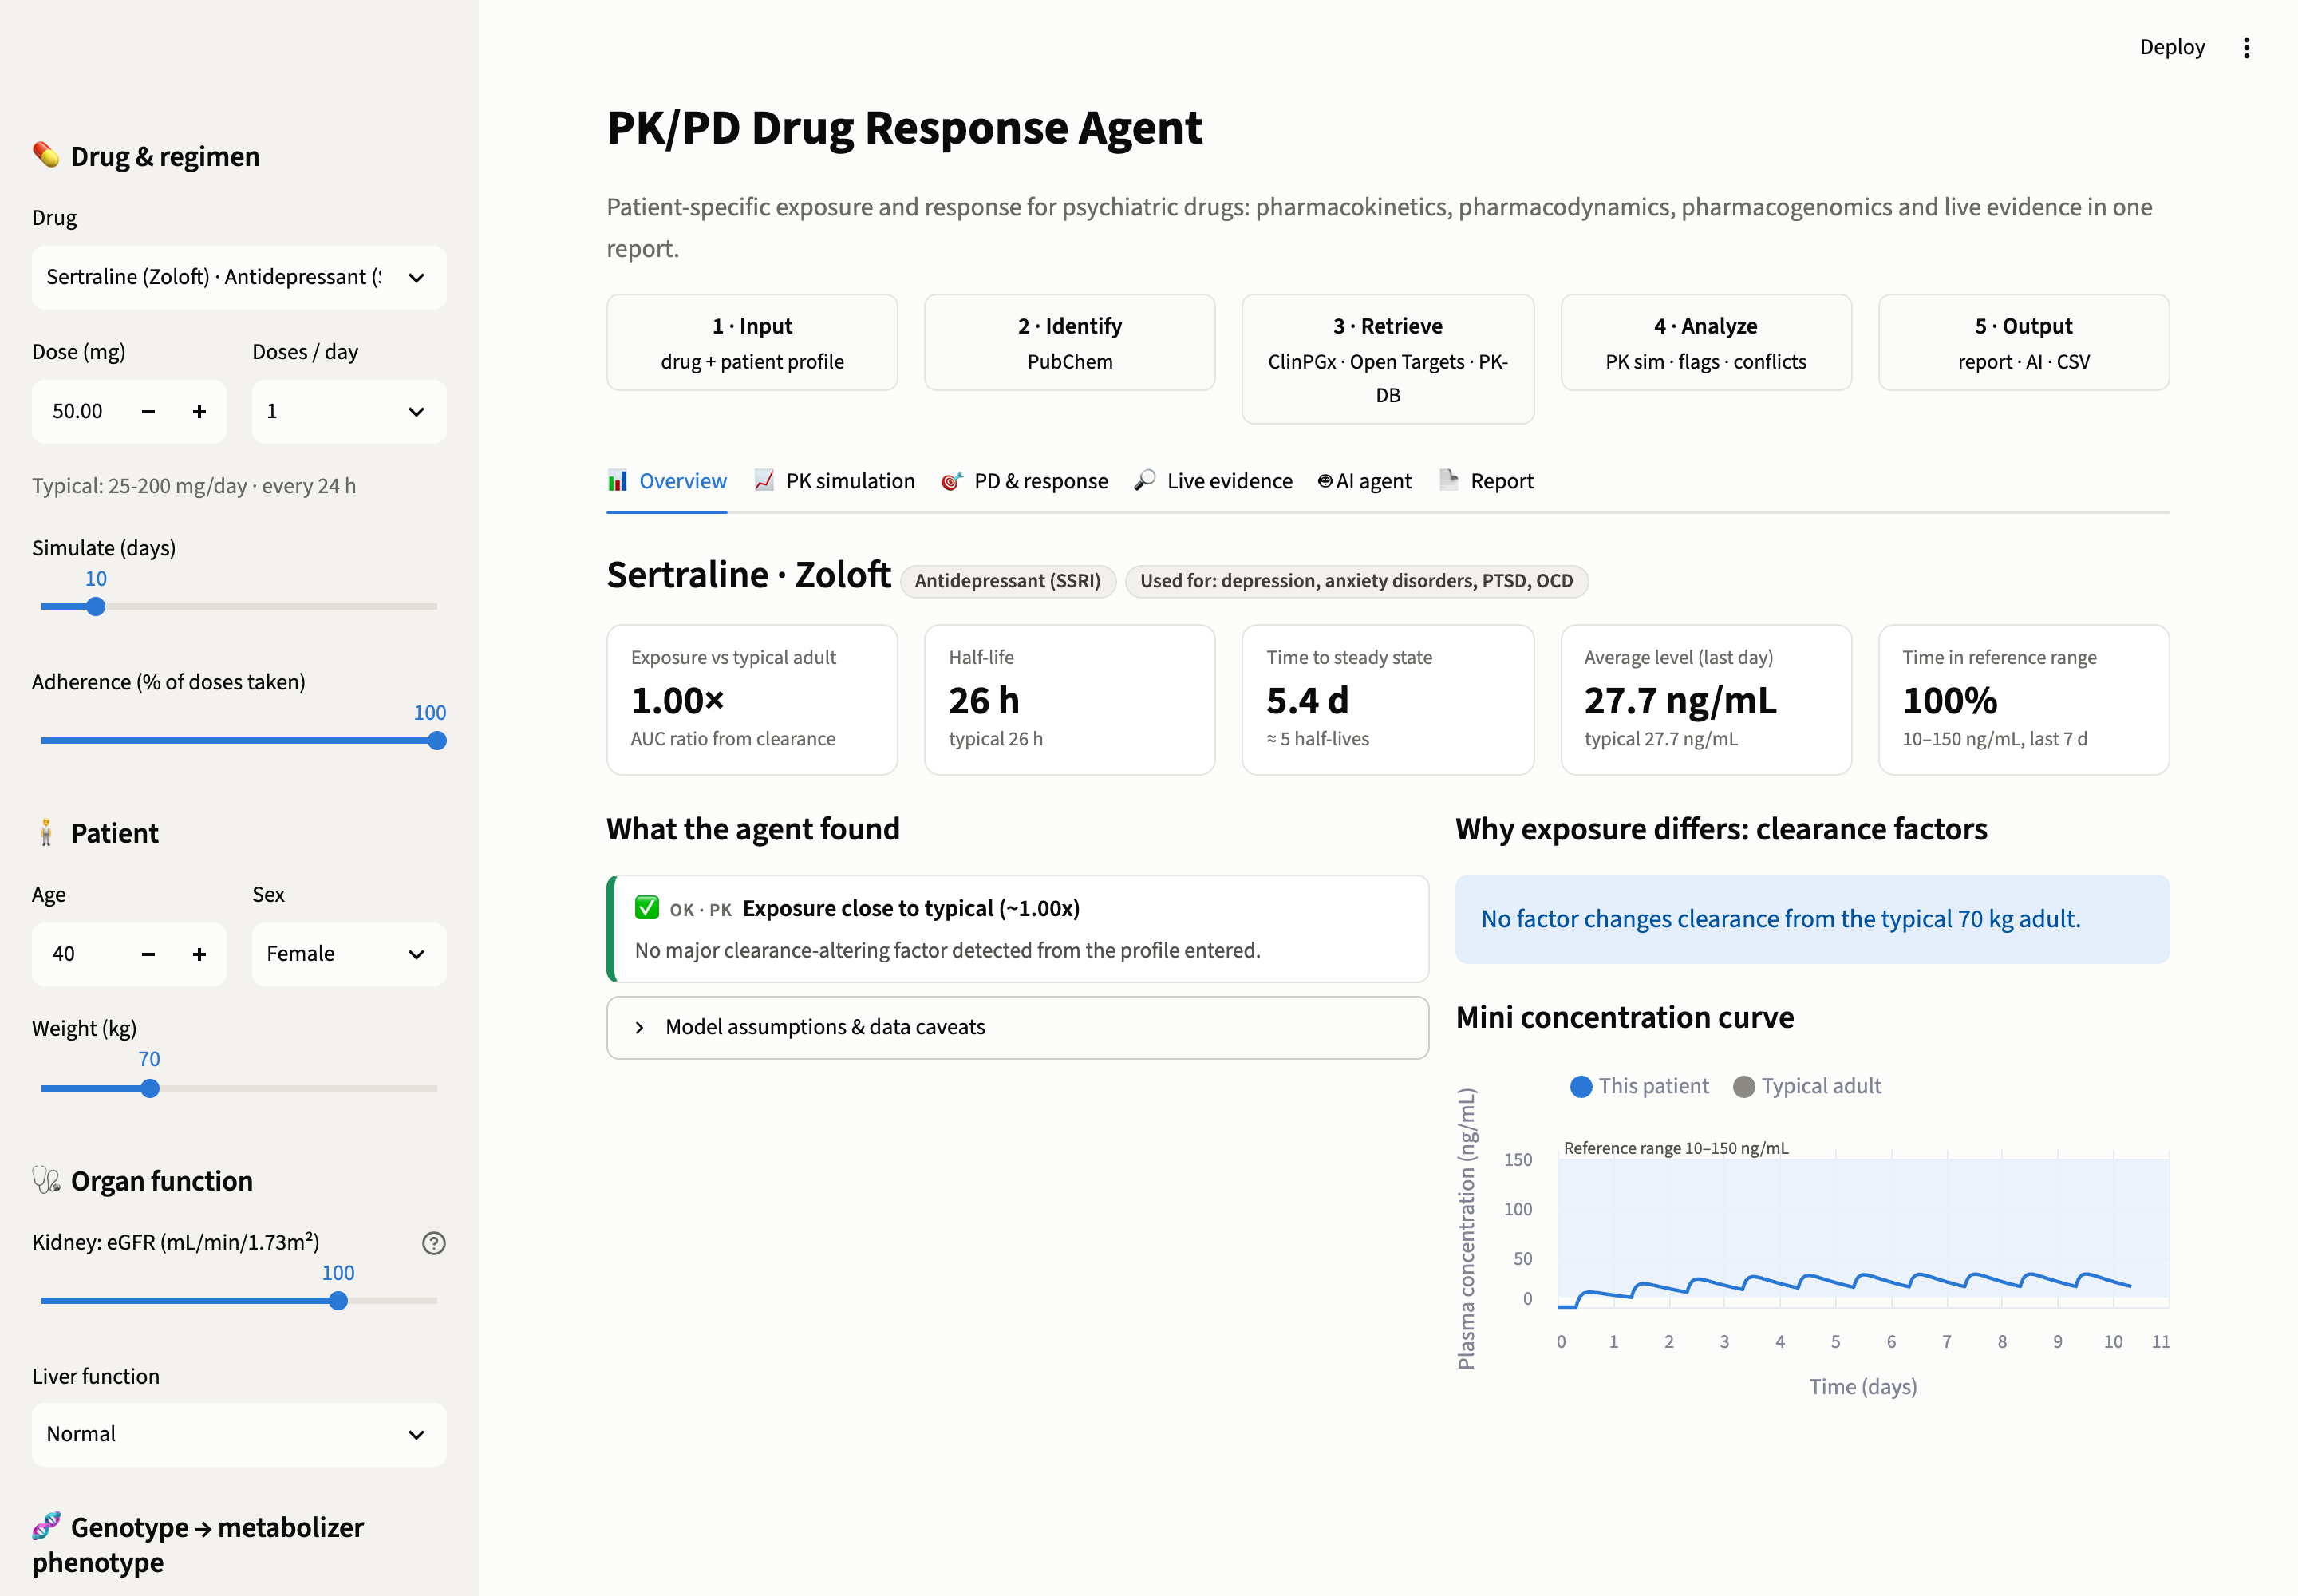 Deploy
💊 Drug & regimen
Drug
Sertraline (Zoloft) · Antidepressant (
Dose (mg)
Doses / day
50.00
1
Typical: 25-200 mg/day · every 24 h
Simulate (days)
10
Adherence (% of doses taken)
100
Patient
Age
Sex
40
Female
Weight (kg)
70
Organ function
Kidney: eGFR (mL/min/1.73m²)
100
Liver function
Normal
Genotype → metabolizer
phenotype
PK/PD Drug Response Agent
Patient-specific exposure and response for psychiatric drugs: pharmacokinetics, pharmacodynamics, pharmacogenomics and live evidence in one
report.
1 · Input
drug + patient profile
2 · Identify
PubChem
3 · Retrieve
ClinPGx · Open Targets · PK-
DB
4 · Analyze
PK sim · flags · conflicts
5 · Output
report · AI · CSV
Overview
PK simulation
PD & response
Live evidence
AI agent
Report
Sertraline · Zoloft
Antidepressant (SSRI)
Used for: depression, anxiety disorders, PTSD, OCD
Exposure vs typical adult
1.00×
AUC ratio from clearance
Half-life
26 h
typical 26 h
Time to steady state
5.4 d
≈ 5 half-lives
Average level (last day)
27.7 ng/mL
typical 27.7 ng/mL
Time in reference range
100%
10–150 ng/mL, last 7 d
What the agent found
OK · PK Exposure close to typical (~1.00x)
No major clearance-altering factor detected from the profile entered.
Model assumptions & data caveats
Why exposure differs: clearance factors
No factor changes clearance from the typical 70 kg adult.
Mini concentration curve
This patient
Typical adult
Reference range 10–150 ng/mL
Plasma concentration (ng/mL)
150
100
50
0
0 1 2 3 4 5 6 7 8 9 10 11
Time (days)